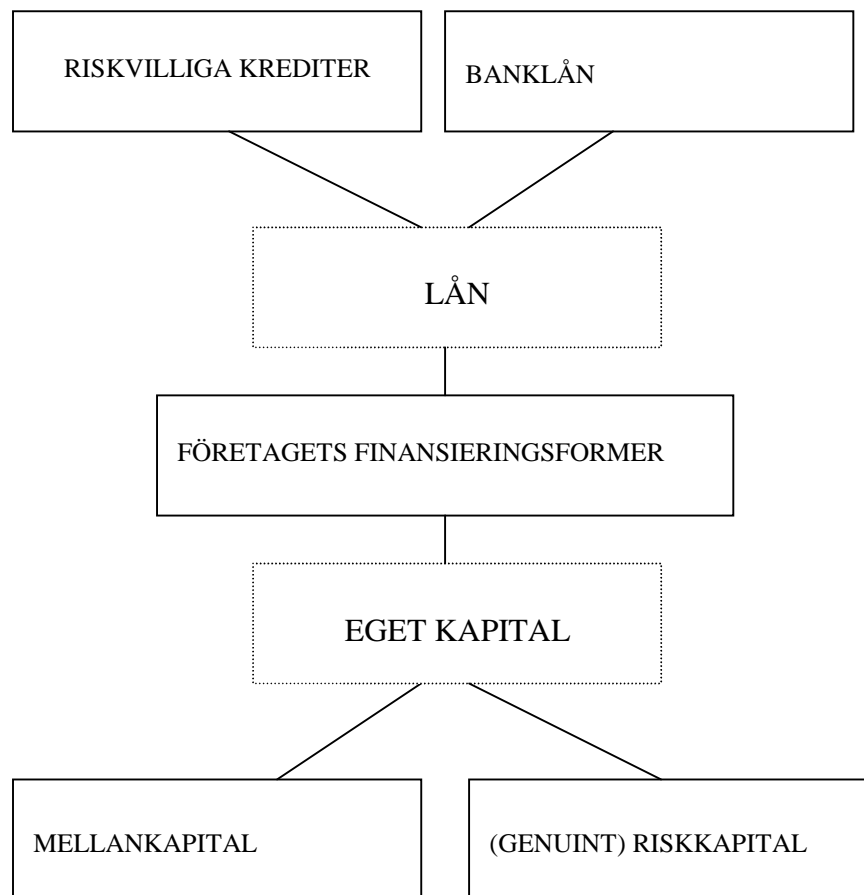 RISKVILLIGA KREDITER
BANKLÅN
LÅN
FÖRETAGETS FINANSIERINGSFORMER
EGET KAPITAL
MELLANKAPITAL
(GENUINT) RISKKAPITAL